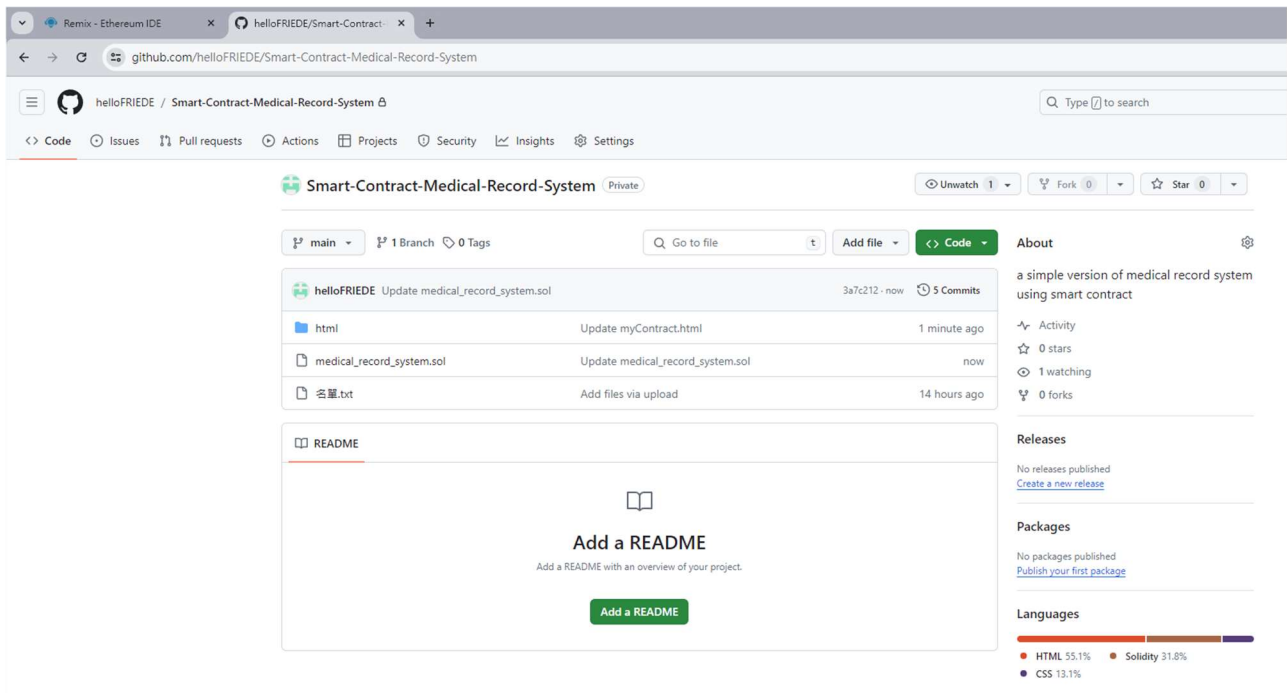 Remix - Ethereum IDE
helloFRIEDE/Smart-Contract-
github.com/helloFRIEDE/Smart-Contract-Medical-Record-System
helloFRIEDE / Smart-Contract-Medical-Record-System
Type / to search
Code Issues Pull requests Actions Projects Security Insights Settings
Smart-Contract-Medical-Record-System Private
Unwatch 1 Fork 0 Star 0
main 1 Branch 0 Tags Go to file t Add file Code
helloFRIEDE Update medical_record_system.sol 3a7c212 · now 5 Commits
html Update myContract.html 1 minute ago
medical_record_system.sol Update medical_record_system.sol now
名單.txt Add files via upload 14 hours ago
README
Add a README
Add a README with an overview of your project.
Add a README
About
a simple version of medical record system
using smart contract
Activity
0 stars
1 watching
0 forks
Releases
No releases published
Create a new release
Packages
No packages published
Publish your first package
Languages
HTML 55.1% Solidity 31.8%
CSS 13.1%